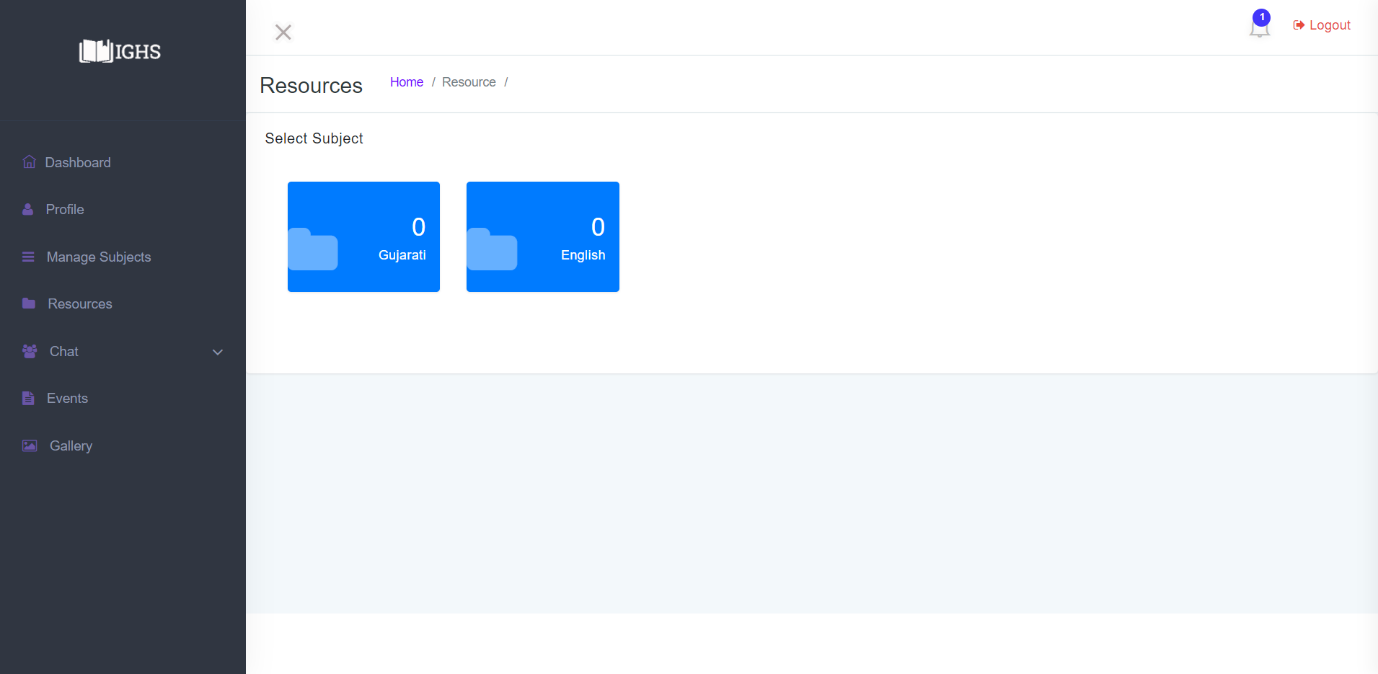 IGHS
Dashboard
Profile
Manage Subjects
Resources
Chat
Events
Gallery
1
Logout
Resources
Home / Resource /
Select Subject
0
Gujarati
0
English